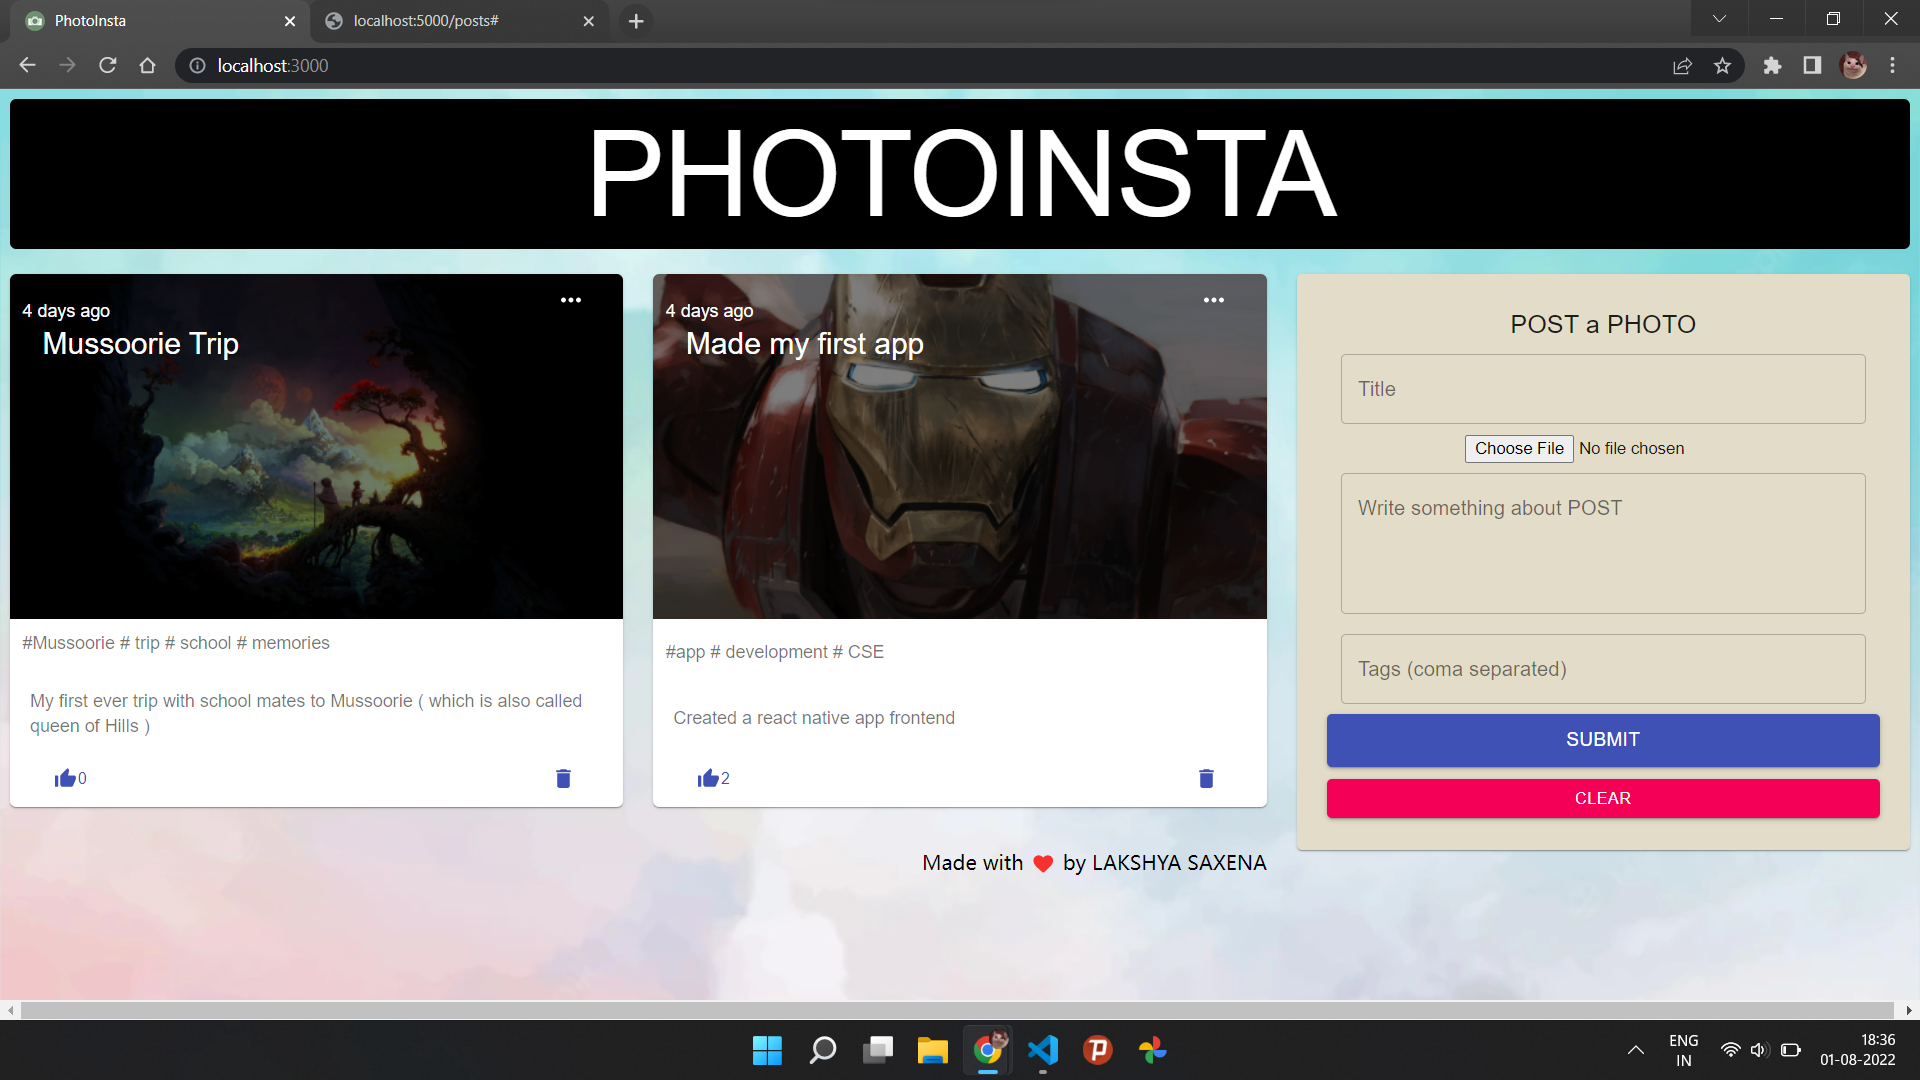 PhotoInsta
localhost:5000/posts#
localhost:3000
PHOTOINSTA
4 days ago
Mussoorie Trip
#Mussoorie # trip # school # memories
My first ever trip with school mates to Mussoorie ( which is also called
queen of Hills )
0
4 days ago
Made my first app
#app # development # CSE
Created a react native app frontend
2
POST a PHOTO
Title
Choose File No file chosen
Write something about POST
Tags (coma separated)
SUBMIT
CLEAR
Made with ❤ by LAKSHYA SAXENA
ENG
IN
18:36
01-08-2022